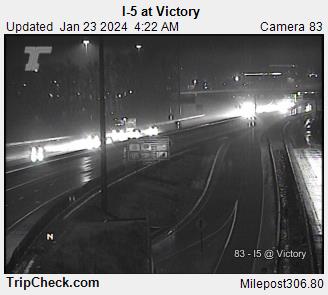 I-5 at Victory
Updated Jan 23 2024 4:22 AM Camera 83
T
N
83 - I5 @ Victory
TripCheck.com Milepost306.80